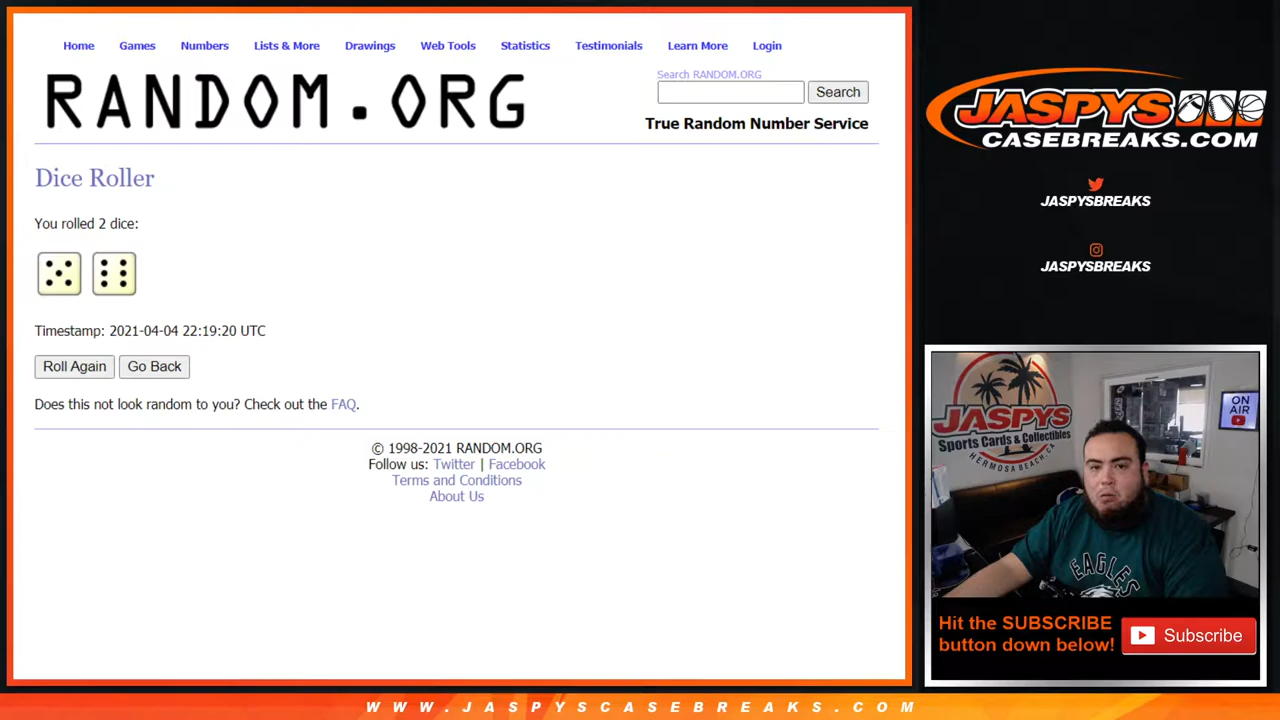 Home Games Numbers Lists & More Drawings Web Tools Statistics Testimonials Learn More Login
RANDOM.ORG
Search RANDOM.ORG
Search
True Random Number Service
Dice Roller
You rolled 2 dice:
Timestamp: 2021-04-04 22:19:20 UTC
Roll Again Go Back
Does this not look random to you? Check out the FAQ.
© 1998-2021 RANDOM.ORG
Follow us: Twitter | Facebook
Terms and Conditions
About Us
JASPYS
CASEBREAKS.COM
JASPYSBREAKS
JASPYSBREAKS
JASPYS
Sports Cards & Collectibles
HERMOSA BEACH, CA
ON
AIR
EAGLES
Hit the SUBSCRIBE
button down below!
Subscribe
WWW.JASPYSCASEBREAKS.COM